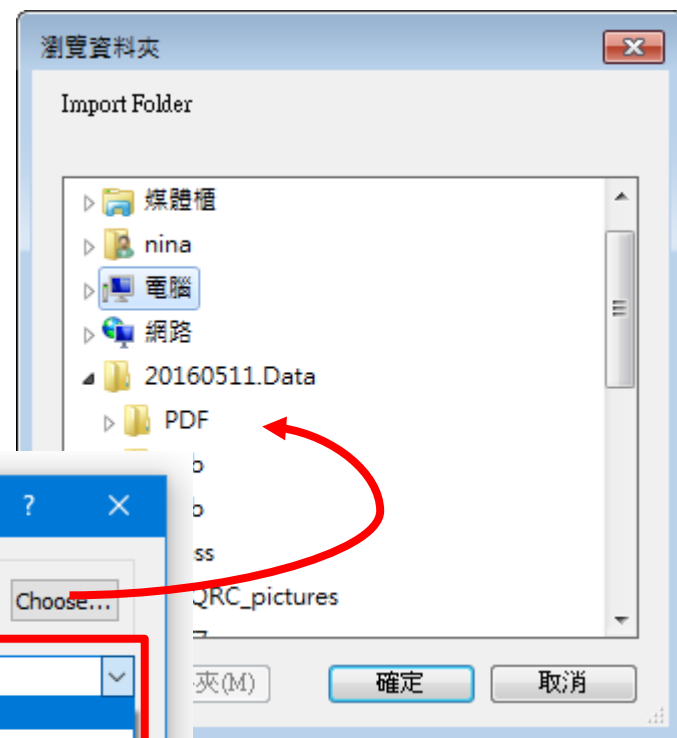 瀏覽資料夾
Import Folder
媒體櫃
nina
電腦
網路
20160511.Data
PDF
b
?
b
ss
Choose...
QRC_pictures
夾(M)
確定
取消